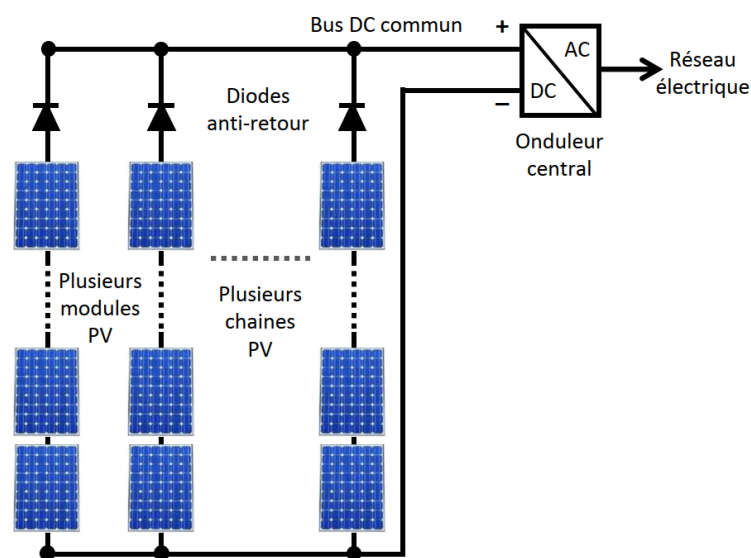 Bus DC commun
+
AC
DC
–
Réseau
électrique
Diodes
anti-retour
Onduleur
central
Plusieurs
modules
PV
Plusieurs
chaines
PV